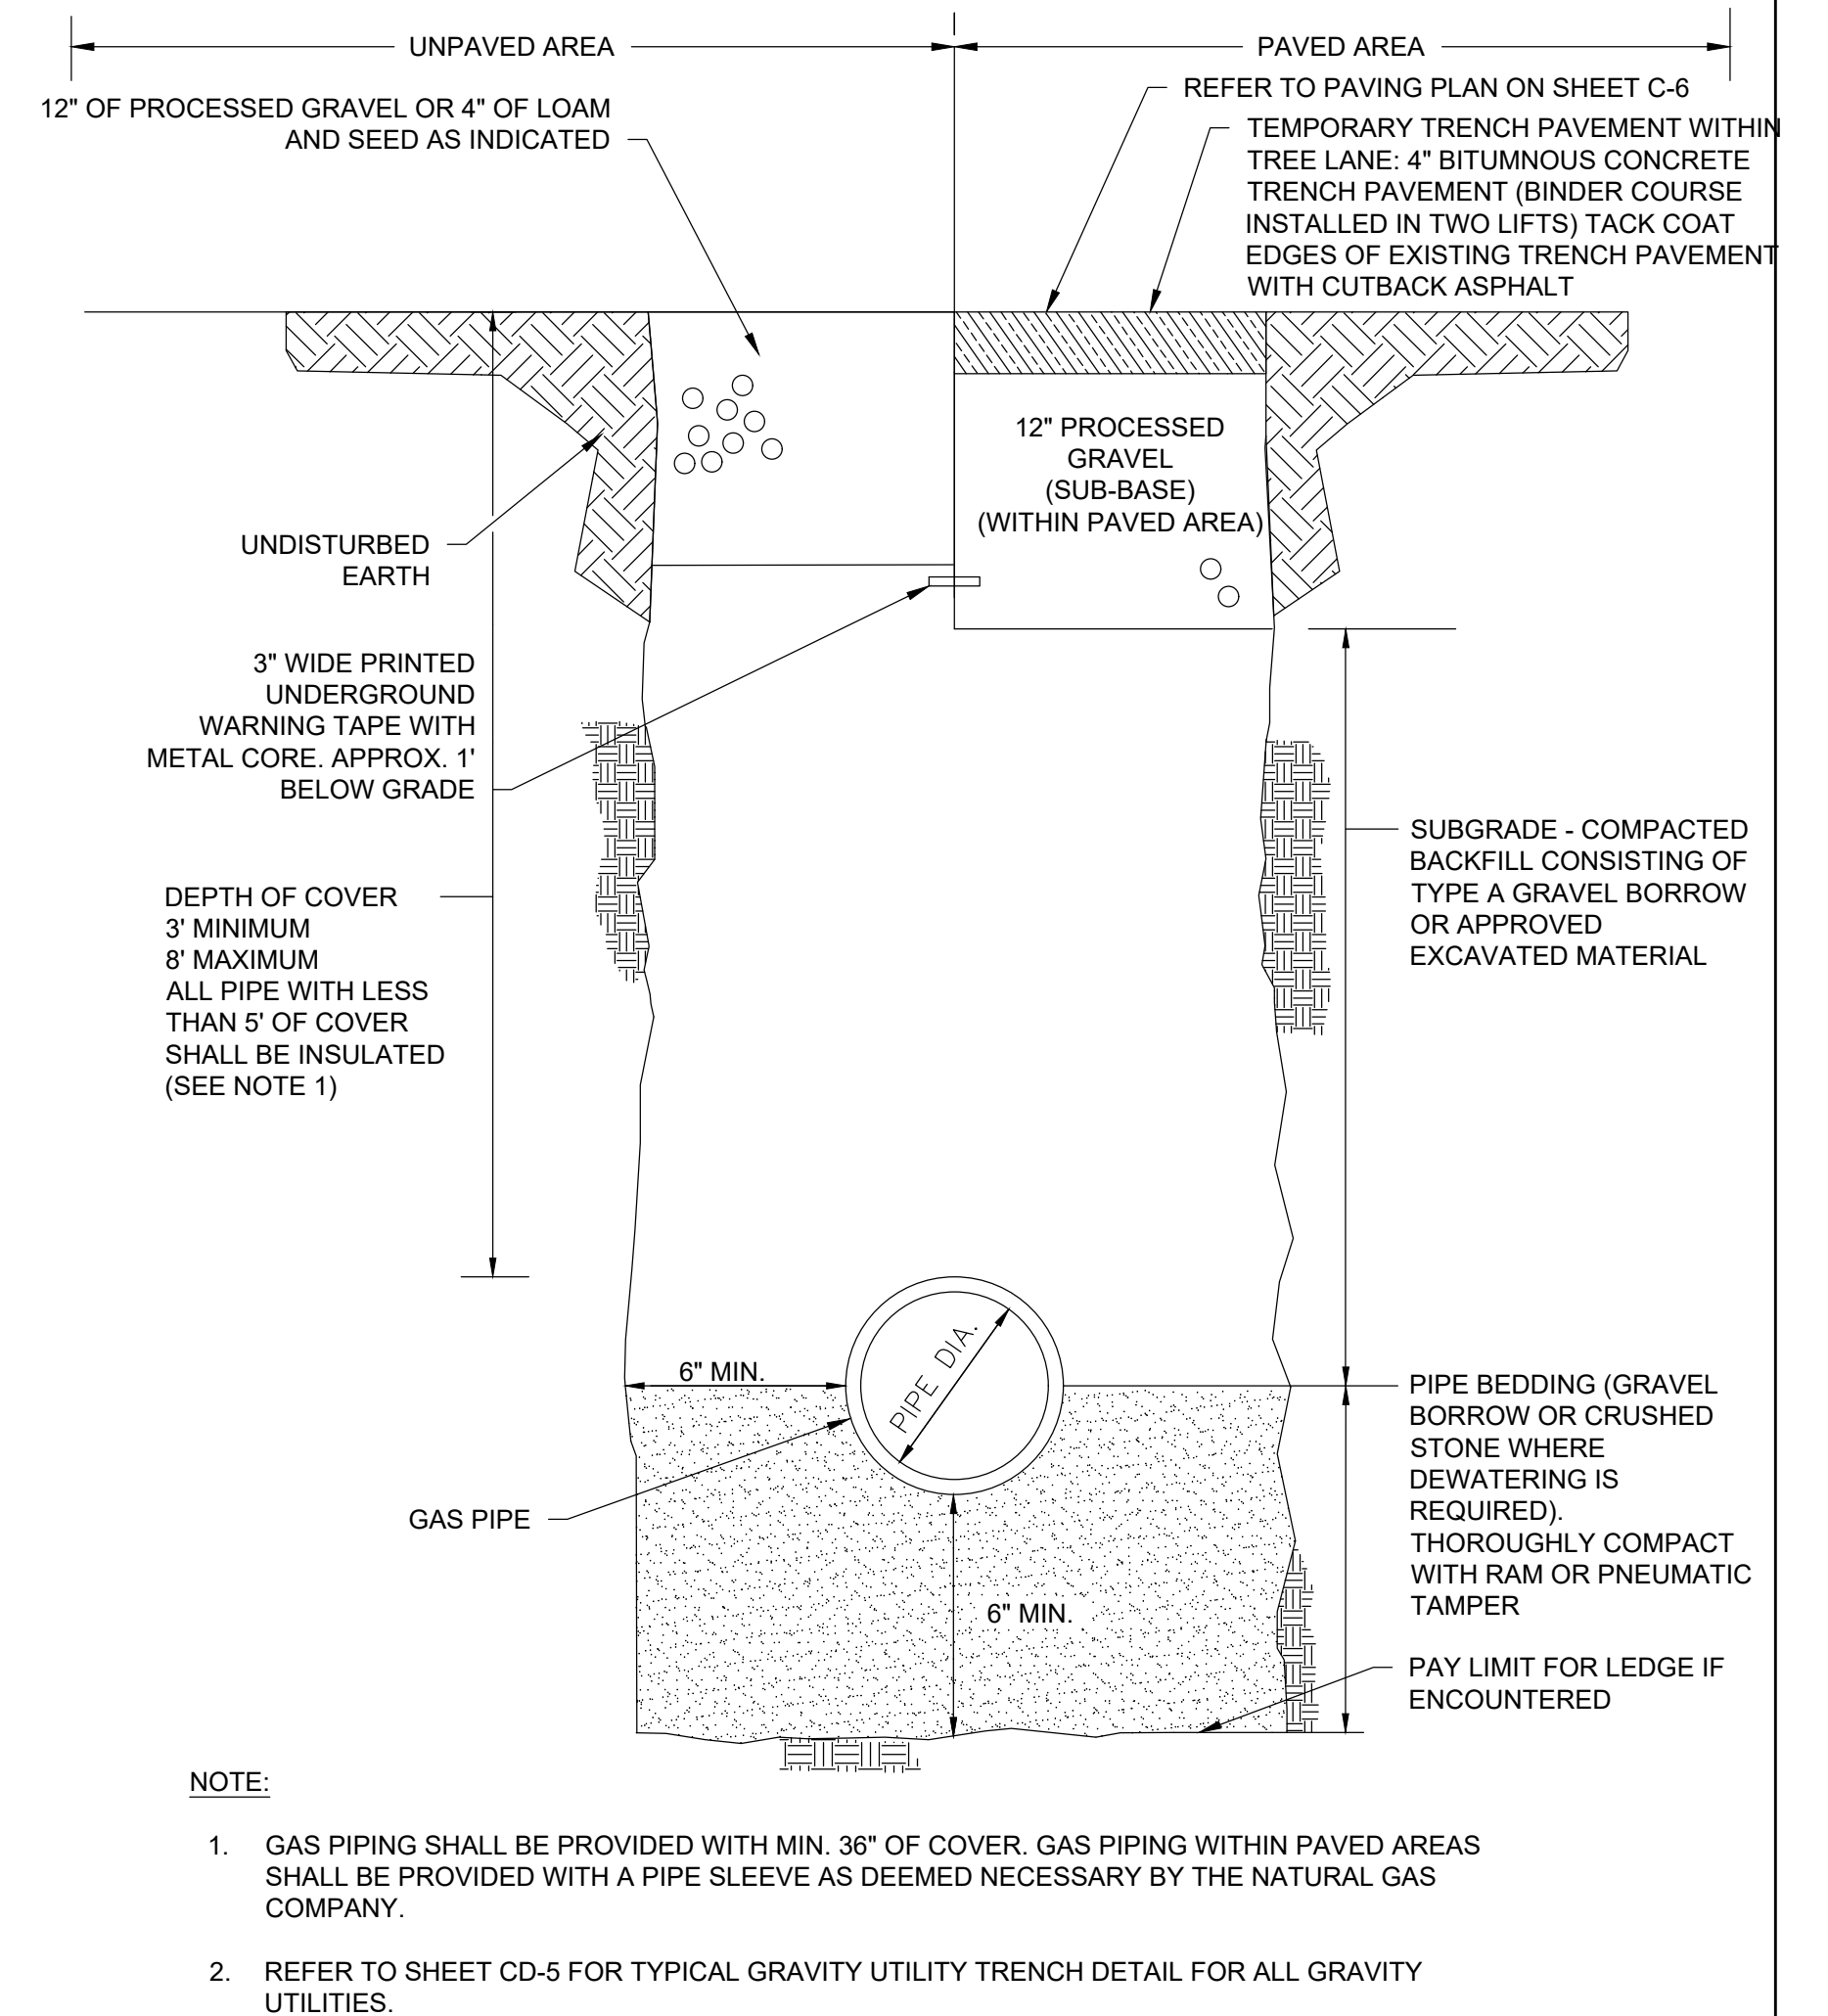 UNPAVED AREA
PAVED AREA
12" OF PROCESSED GRAVEL OR 4" OF LOAM
AND SEED AS INDICATED
REFER TO PAVING PLAN ON SHEET C-6
TEMPORARY TRENCH PAVEMENT WITHIN
TREE LANE: 4" BITUMNOUS CONCRETE
TRENCH PAVEMENT (BINDER COURSE
INSTALLED IN TWO LIFTS) TACK COAT
EDGES OF EXISTING TRENCH PAVEMENT
WITH CUTBACK ASPHALT
12" PROCESSED
GRAVEL
(SUB-BASE)
(WITHIN PAVED AREA)
UNDISTURBED
EARTH
3" WIDE PRINTED
UNDERGROUND
WARNING TAPE WITH
METAL CORE. APPROX. 1'
BELOW GRADE
SUBGRADE - COMPACTED
BACKFILL CONSISTING OF
TYPE A GRAVEL BORROW
OR APPROVED
EXCAVATED MATERIAL
DEPTH OF COVER
3' MINIMUM
8' MAXIMUM
ALL PIPE WITH LESS
THAN 5' OF COVER
SHALL BE INSULATED
(SEE NOTE 1)
6" MIN.
PIPE DIA.
PIPE BEDDING (GRAVEL
BORROW OR CRUSHED
STONE WHERE
DEWATERING IS
REQUIRED).
THOROUGHLY COMPACT
WITH RAM OR PNEUMATIC
TAMPER
GAS PIPE
6" MIN.
PAY LIMIT FOR LEDGE IF
ENCOUNTERED
NOTE:
1. GAS PIPING SHALL BE PROVIDED WITH MIN. 36" OF COVER. GAS PIPING WITHIN PAVED AREAS
SHALL BE PROVIDED WITH A PIPE SLEEVE AS DEEMED NECESSARY BY THE NATURAL GAS
COMPANY.
2. REFER TO SHEET CD-5 FOR TYPICAL GRAVITY UTILITY TRENCH DETAIL FOR ALL GRAVITY
UTILITIES.